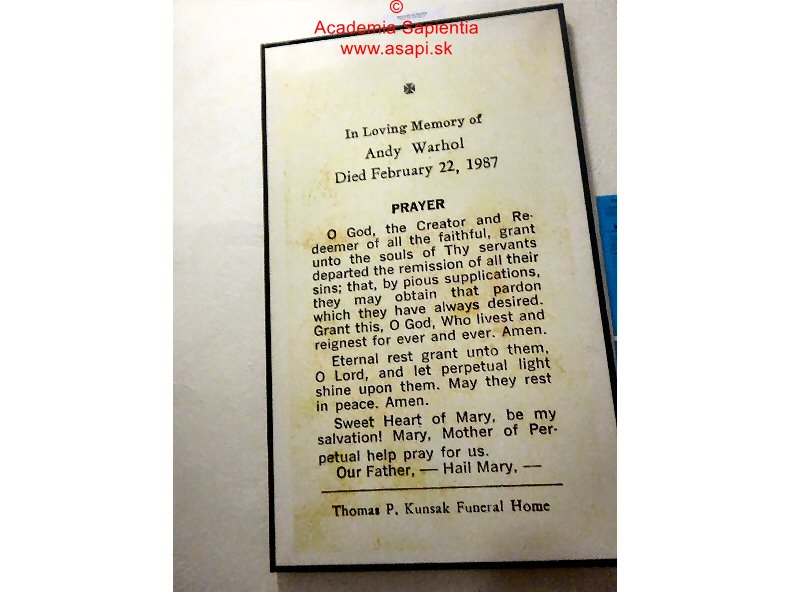 ©
Academia Sapientia
www.asapi.sk
In Loving Memory of
Andy Warhol
Died February 22, 1987
PRAYER
O God, the Creator and Re-
deemer of all the faithful, grant
unto the souls of Thy servants
departed the remission of all their
sins; that, by pious supplications,
they may obtain that pardon
which they have always desired.
Grant this, O God, Who livest and
reignest for ever and ever. Amen.
Eternal rest grant unto them,
O Lord, and let perpetual light
shine upon them. May they rest
in peace. Amen.
Sweet Heart of Mary, be my
salvation! Mary, Mother of Per-
petual help pray for us.
Our Father, — Hail Mary, —
Thomas P. Kunsak Funeral Home